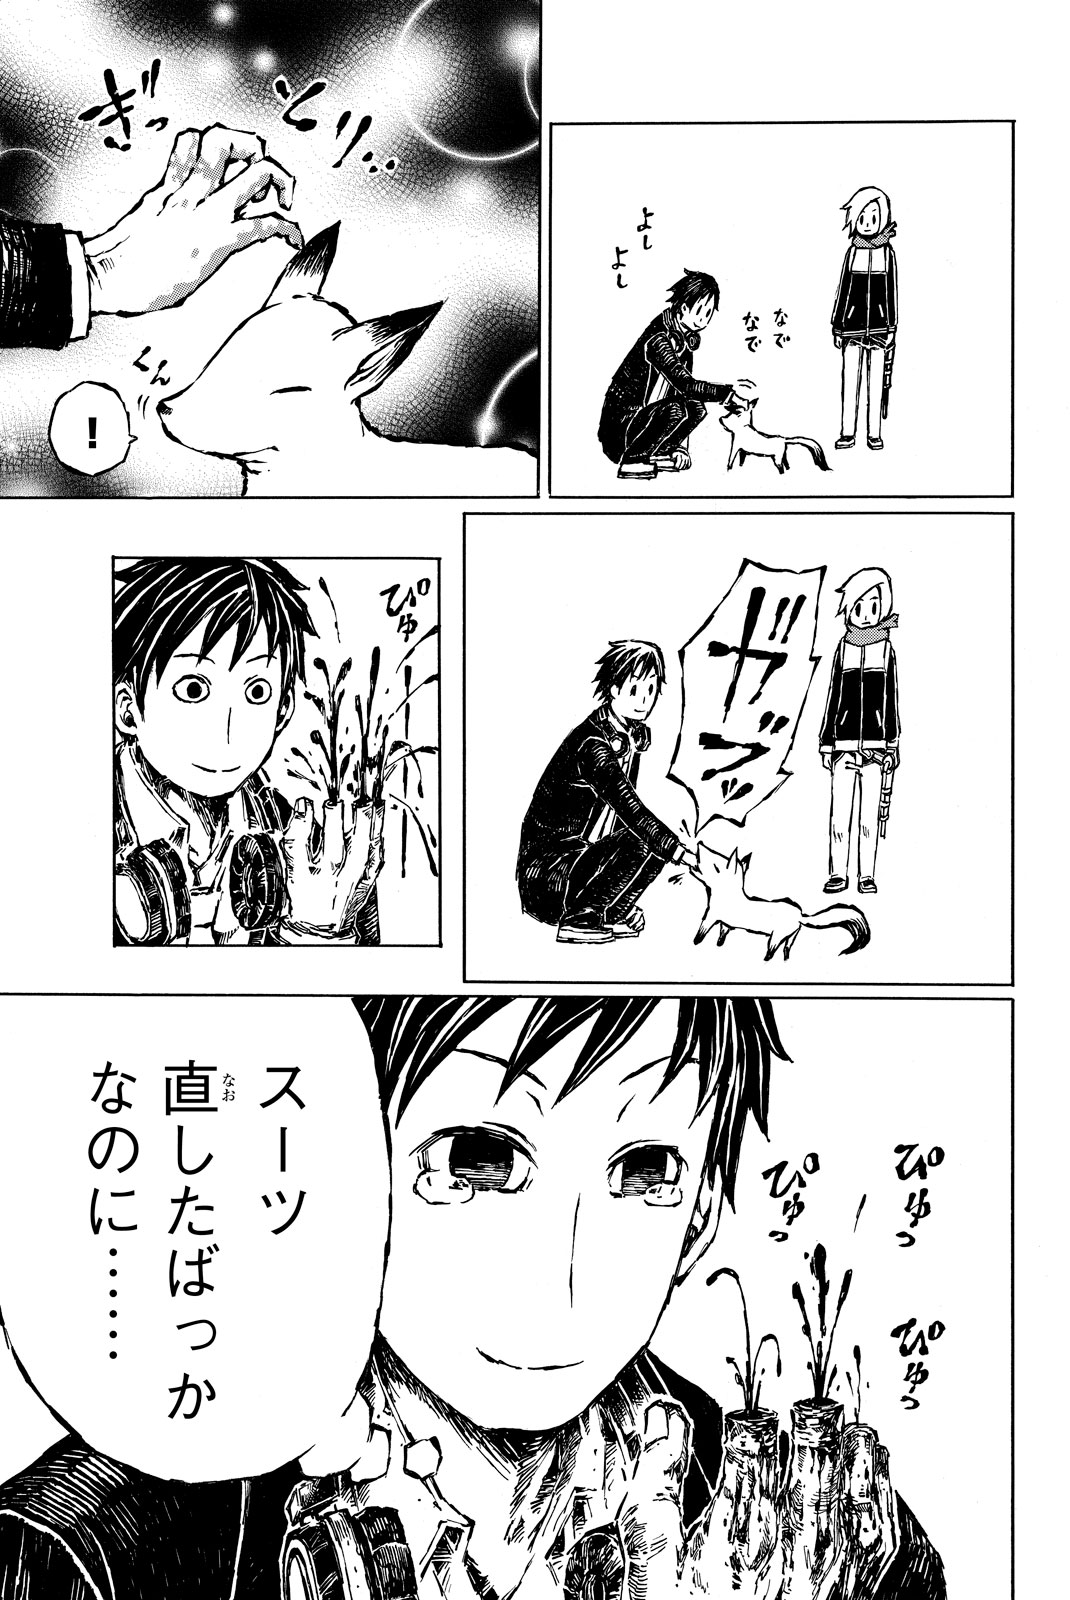 よし
よし
なで
なで
ぎっ
とり‥
くん
！
ガブッ
ぴゅ
スーツ
直したばっか
なお
なのに……
ぴゅっ
ぴゅっ
ぴゅっ